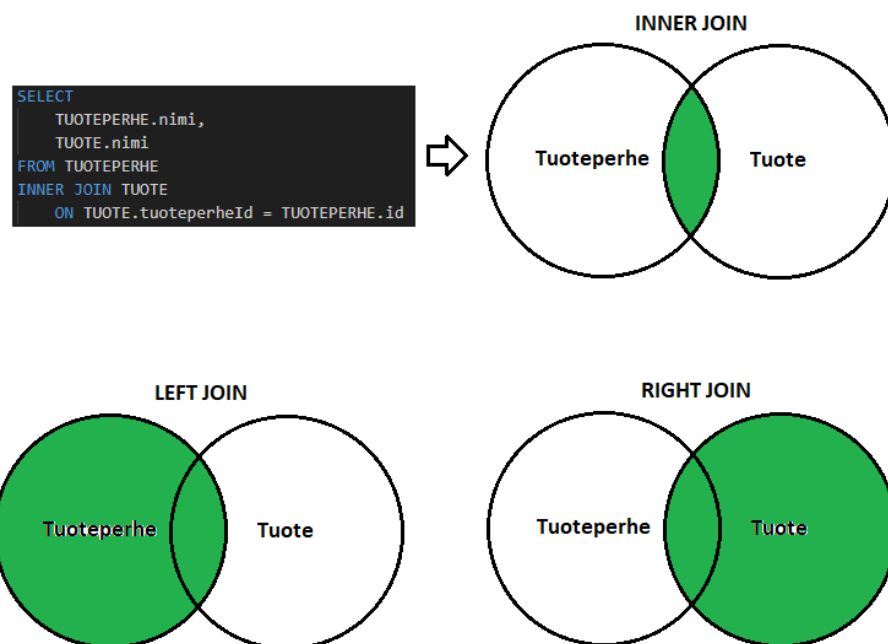 INNER JOIN
SELECT
TUOTEPERHE.nimi,
TUOTE.nimi
FROM TUOTEPERHE
INNER JOIN TUOTE
ON TUOTE.tuoteperheId = TUOTEPERHE.id
Tuoteperhe
Tuote
LEFT JOIN
Tuoteperhe
Tuote
RIGHT JOIN
Tuoteperhe
Tuote